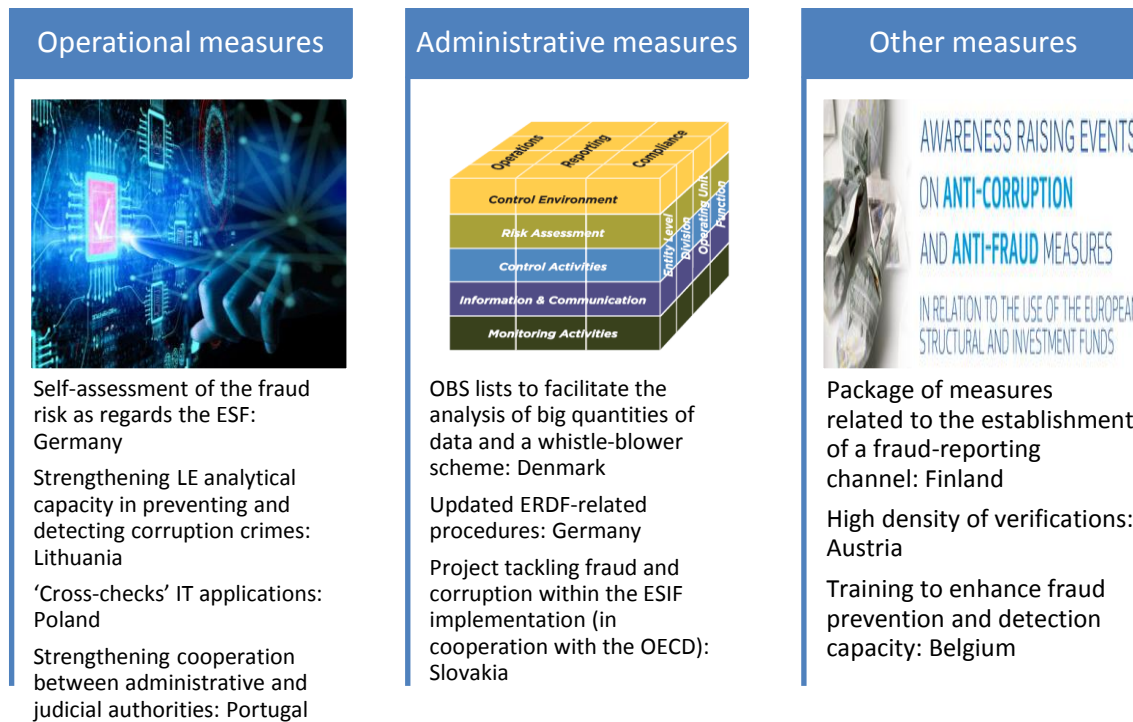 Operational measures
Self-assessment of the fraud
risk as regards the ESF:
Germany
Strengthening LE analytical
capacity in preventing and
detecting corruption crimes:
Lithuania
‘Cross-checks’ IT applications:
Poland
Strengthening cooperation
between administrative and
judicial authorities: Portugal
Administrative measures
Operations
Reporting
Compliance
Control Environment
Risk Assessment
Control Activities
Information & Communication
Monitoring Activities
Entity Level
Division
Operating Unit
Function
OBS lists to facilitate the
analysis of big quantities of
data and a whistle-blower
scheme: Denmark
Updated ERDF-related
procedures: Germany
Project tackling fraud and
corruption within the ESIF
implementation (in
cooperation with the OECD):
Slovakia
Other measures
AWARENESS RAISING EVENTS
ON ANTI-CORRUPTION
AND ANTI-FRAUD MEASURES
IN RELATION TO THE USE OF THE EUROPEAN
STRUCTURAL AND INVESTMENT FUNDS
Package of measures
related to the establishment
of a fraud-reporting
channel: Finland
High density of verifications:
Austria
Training to enhance fraud
prevention and detection
capacity: Belgium